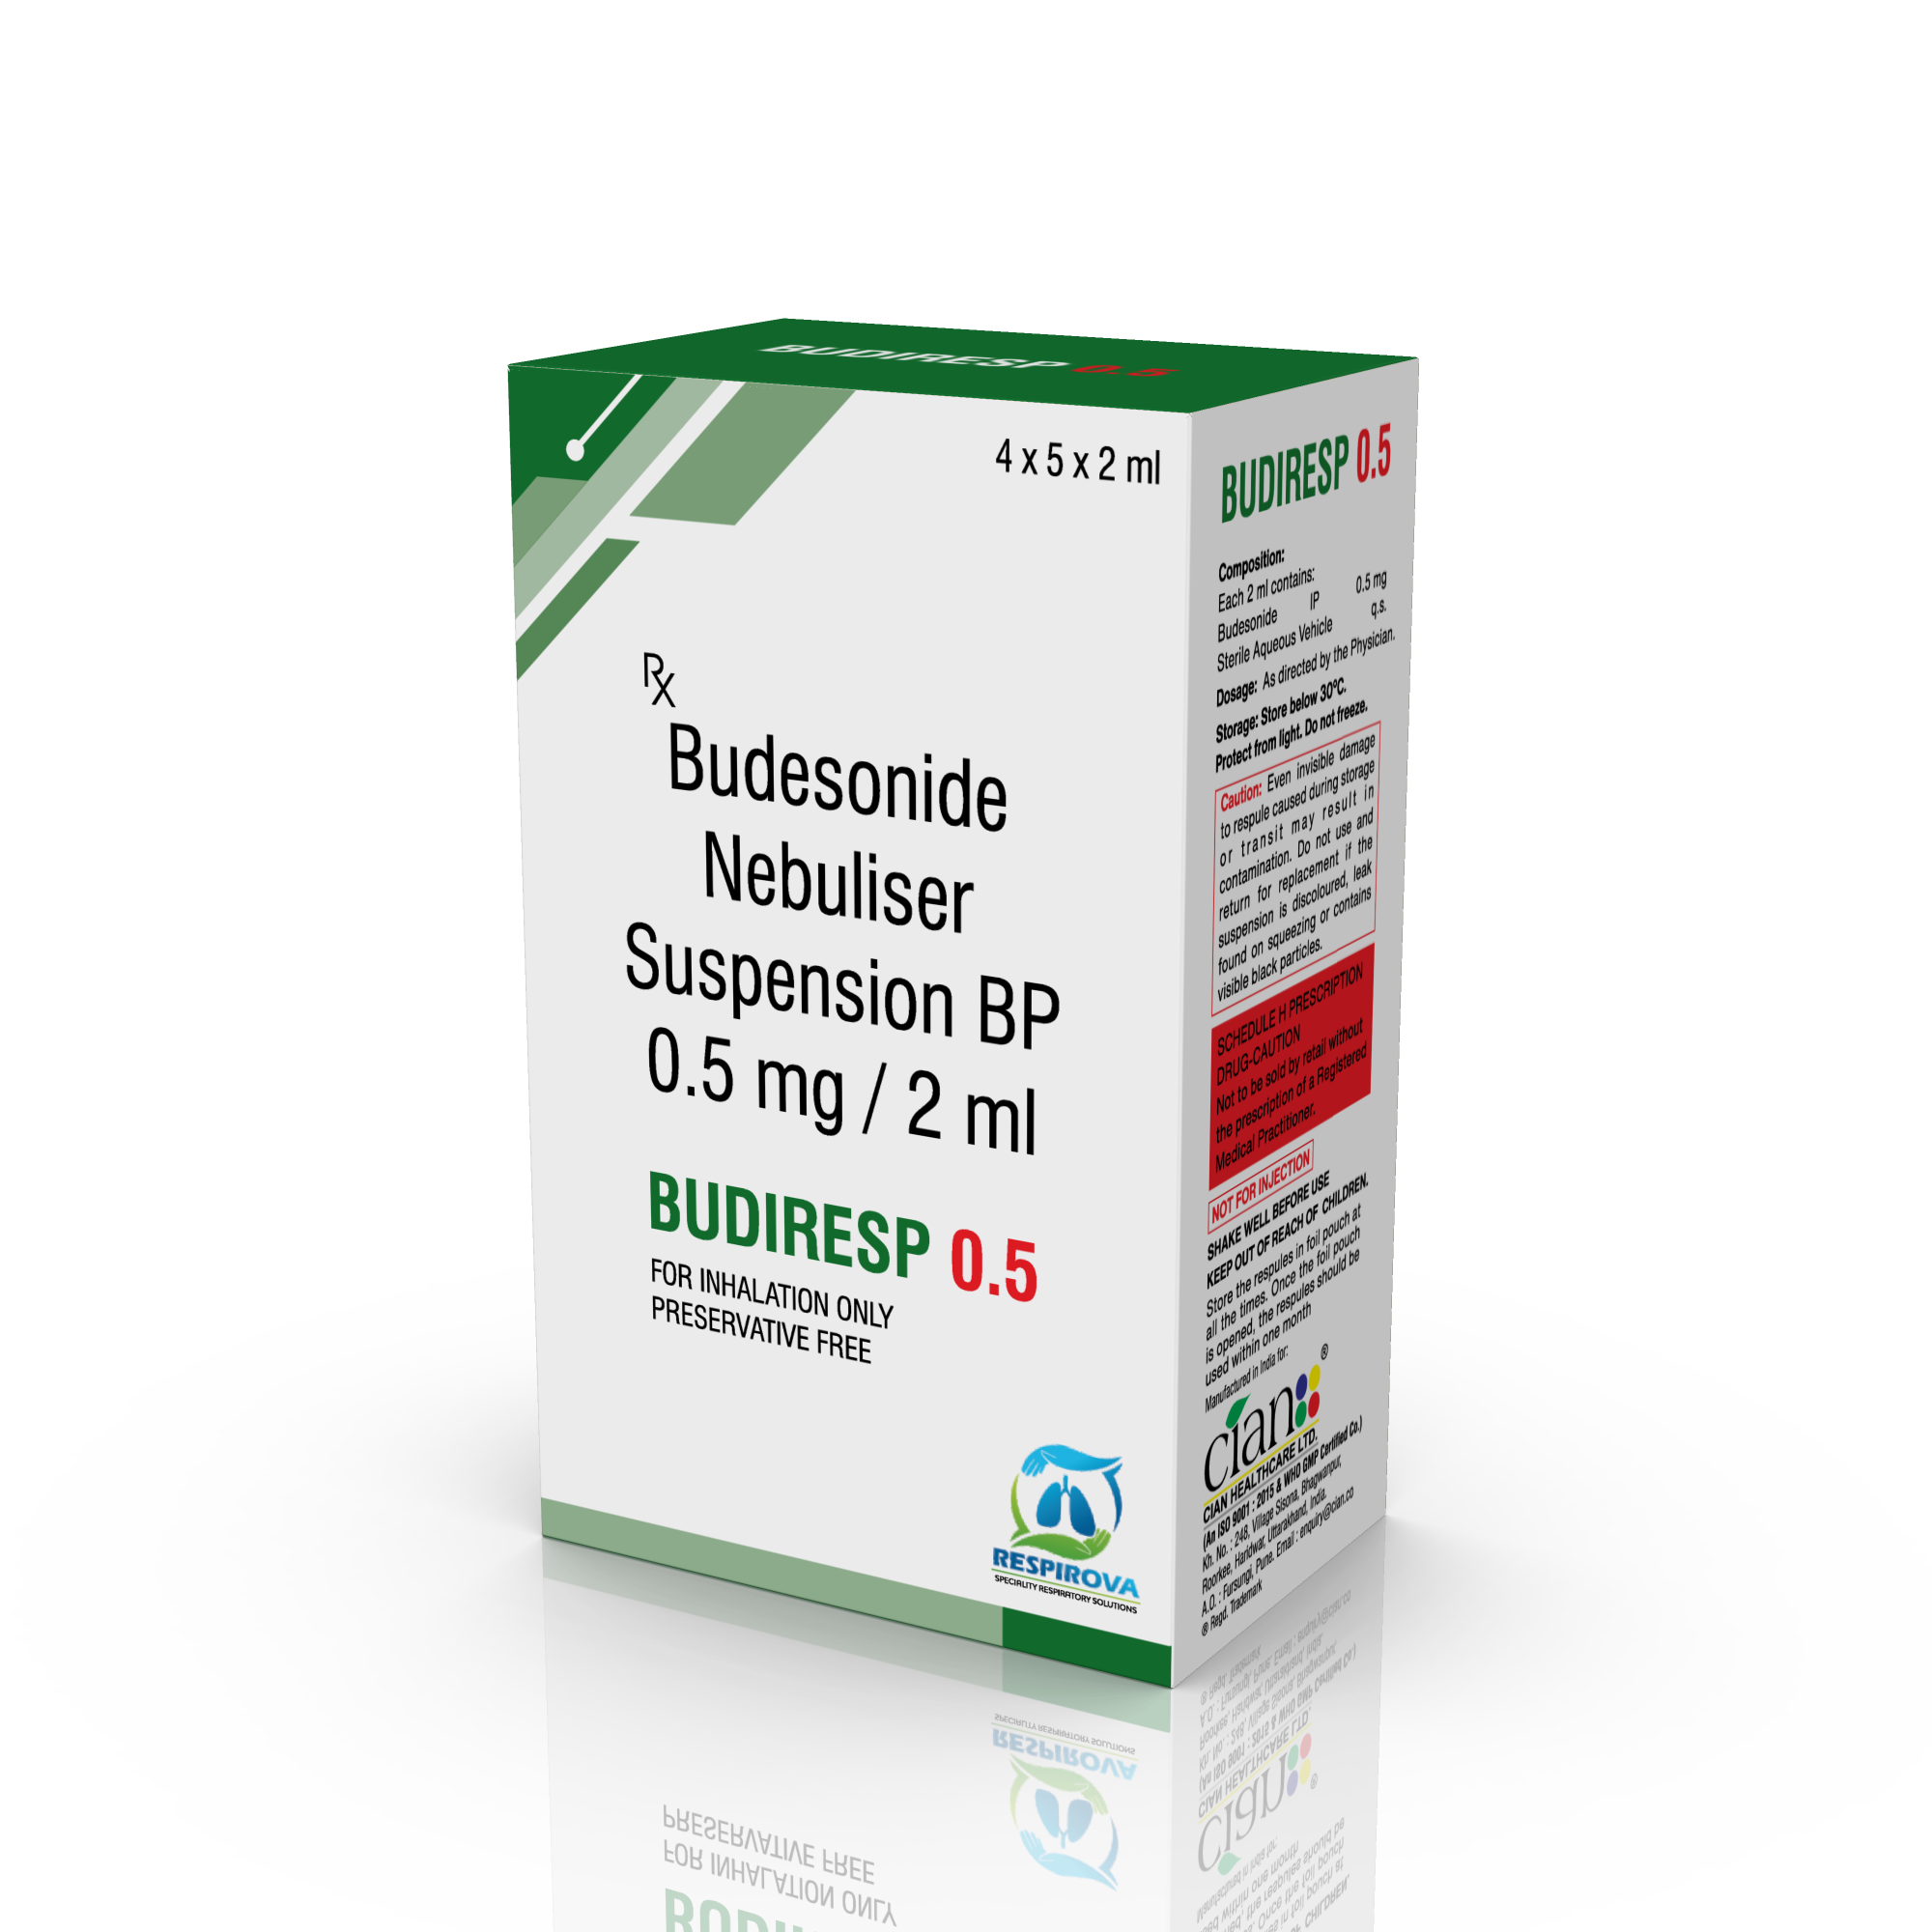 BUDIRESP 0.5
4 x 5 x 2 ml
Rx
Budesonide
Nebuliser
Suspension BP
0.5 mg / 2 ml
BUDIRESP 0.5
FOR INHALATION ONLY
PRESERVATIVE FREE
RESPIROVA
SPECIALITY RESPIRATORY SOLUTIONS
BUDIRESP 0.5
Composition:
Each 2 ml contains:
Budesonide IP 0.5 mg
Sterile Aqueous Vehicle q.s.
Dosage: As directed by the Physician.
Storage: Store below 30°C.
Protect from light. Do not freeze.
Caution: Even invisible damage
to respule caused during storage
or transit may result in
contamination. Do not use and
return for replacement if the
suspension is discoloured, leak
found on squeezing or contains
visible black particles.
SCHEDULE H PRESCRIPTION
DRUG-CAUTION
Not to be sold by retail without
the prescription of a Registered
Medical Practitioner.
NOT FOR INJECTION
SHAKE WELL BEFORE USE
KEEP OUT OF REACH OF CHILDREN.
Store the respules in foil pouch at
all the times. Once the foil pouch
is opened, the respules should be
used within one month
Manufactured in India for:
cian ®
CIAN HEALTHCARE LTD.
(An ISO 9001 : 2015 & WHO GMP Certified Co.)
Kh. No. : 248, Village Sisona, Bhagwanpur,
Roorkee, Haridwar, Uttarakhand, India.
A.O. : Fursungi, Pune. Email : enquiry@cian.co
® Regd. Trademark